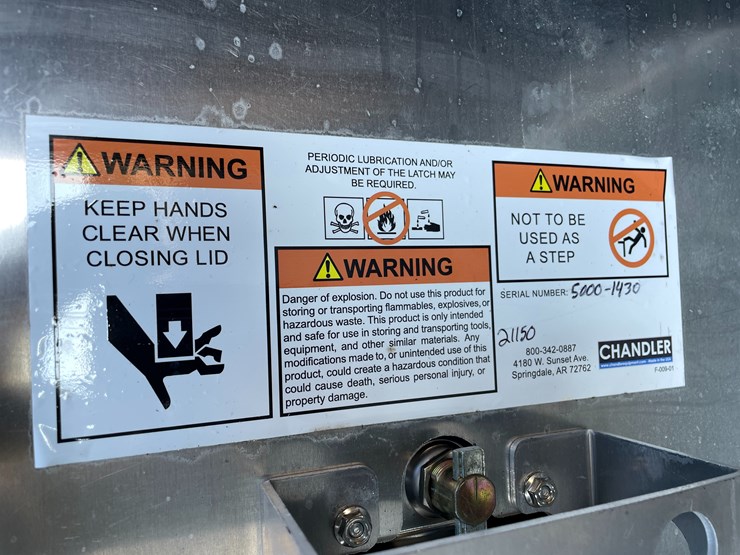 WARNING
KEEP HANDS
CLEAR WHEN
CLOSING LID
PERIODIC LUBRICATION AND/OR
ADJUSTMENT OF THE LATCH MAY
BE REQUIRED.
WARNING
Danger of explosion. Do not use this product for
storing or transporting flammables, explosives, or
hazardous waste. This product is only intended
and safe for use in storing and transporting tools,
equipment, and other similar materials. Any
modifications made to, or unintended use of this
product, could create a hazardous condition that
could cause death, serious personal injury, or
property damage.
WARNING
NOT TO BE
USED AS
A STEP
SERIAL NUMBER: 5000-1430
21150
800-342-0887
4180 W. Sunset Ave.
Springdale, AR 72762
CHANDLER
F-009-01